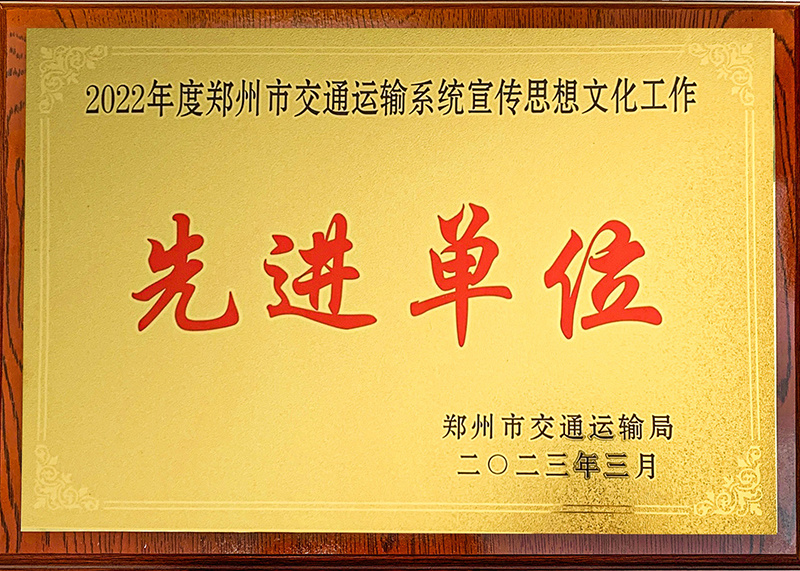 2022年度郑州市交通运输系统宣传思想文化工作
先进单位
郑州市交通运输局
二〇二三年三月